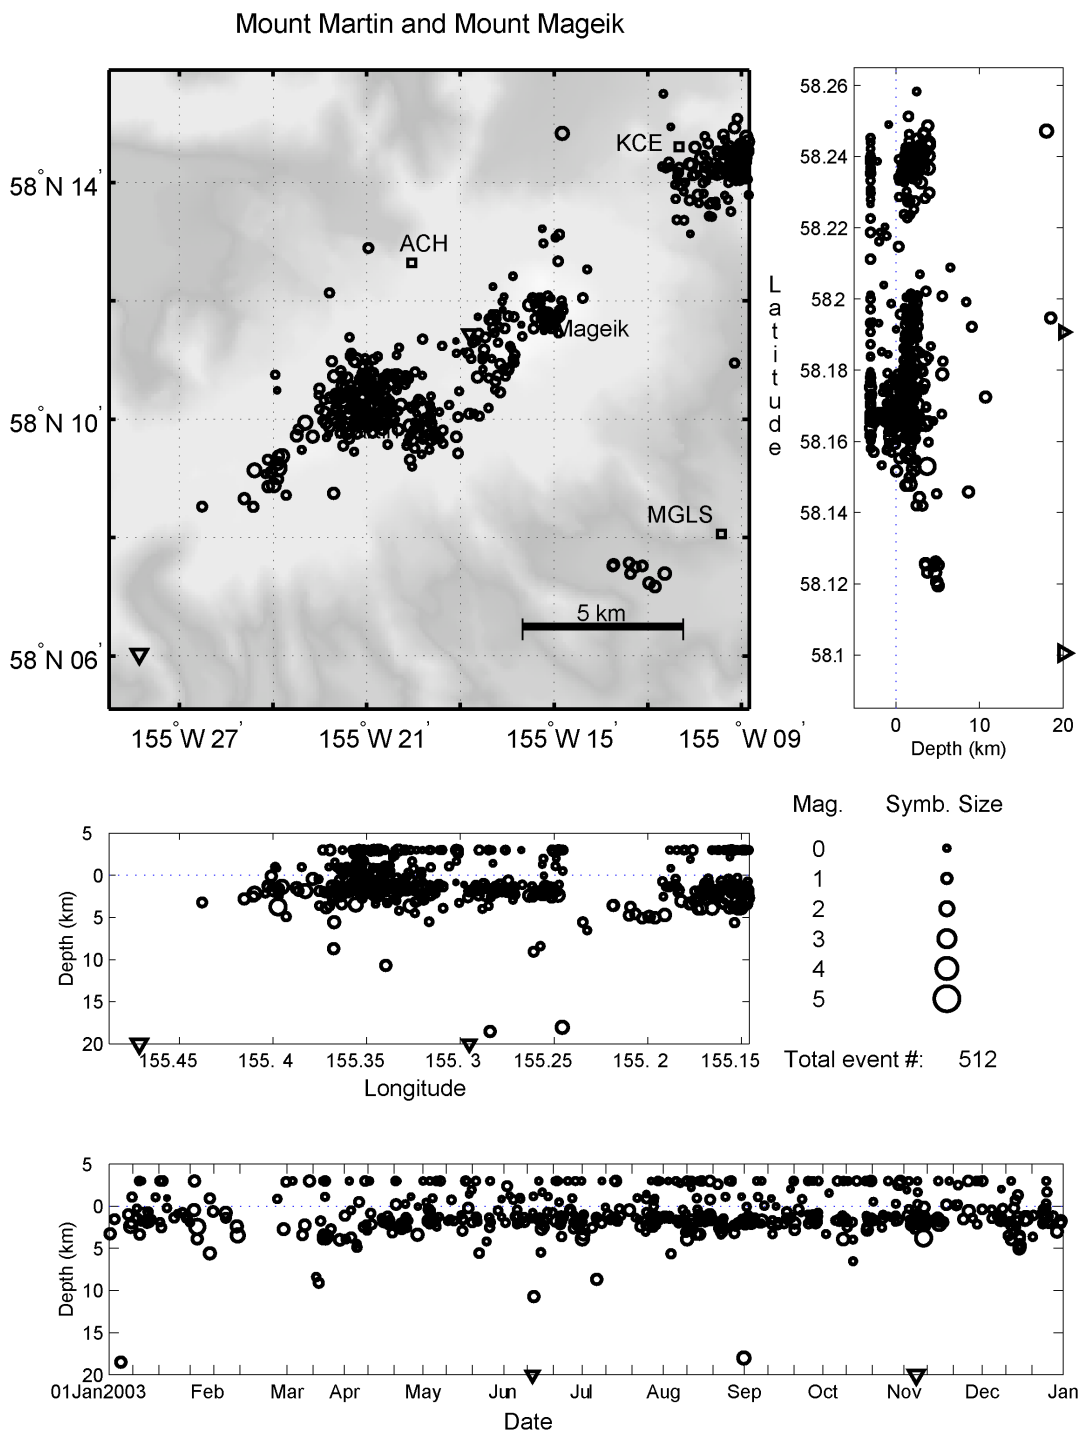 Mount Martin and Mount Mageik
58°N 14'
58°N 10'
58°N 06'
KCE
ACH
Mageik
MGLS
5 km
155°W 27'
155°W 21'
155°W 15'
155°W 09'
58.26
58.24
58.22
58.2
58.18
58.16
58.14
58.12
58.1
Latitude
0 10 20
Depth (km)
Mag. Symb. Size
0
1
2
3
4
5
Total event #: 512
5
0
5
10
15
20
Depth (km)
155.45 155. 4 155.35 155. 3 155.25 155. 2 155.15
Longitude
5
0
5
10
15
20
Depth (km)
01Jan2003 Feb Mar Apr May Jun Jul Aug Sep Oct Nov Dec Jan
Date